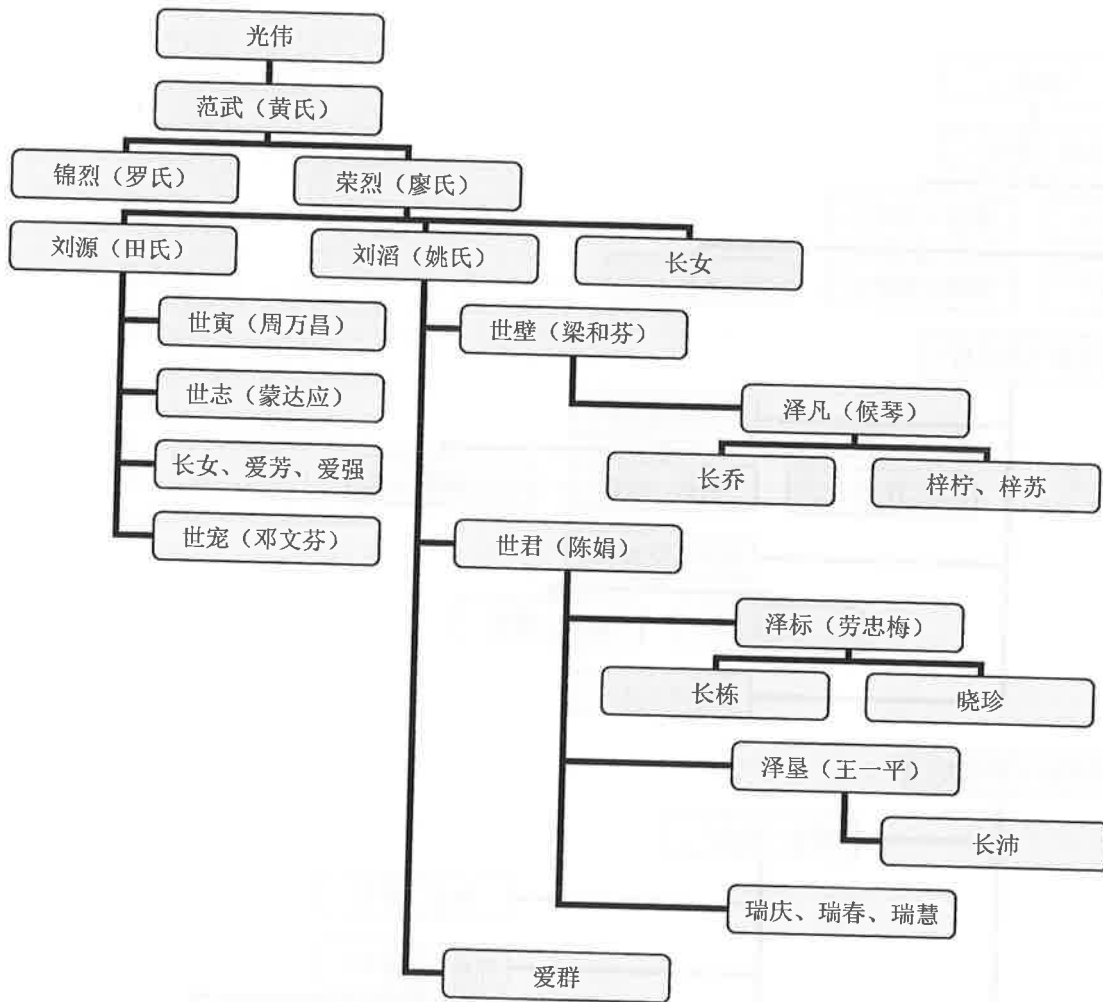 光伟
范武（黄氏）
锦烈（罗氏）
荣烈（廖氏）
刘源（田氏）
刘滔（姚氏）
长女
世寅（周万昌）
世志（蒙达应）
长女、爱芳、爱强
世宠（邓文芬）
世壁（梁和芬）
泽凡（候琴）
长乔
梓柠、梓苏
世君（陈娟）
泽标（劳忠梅）
长栋
晓珍
泽垦（王一平）
长沛
瑞庆、瑞春、瑞慧
爱群